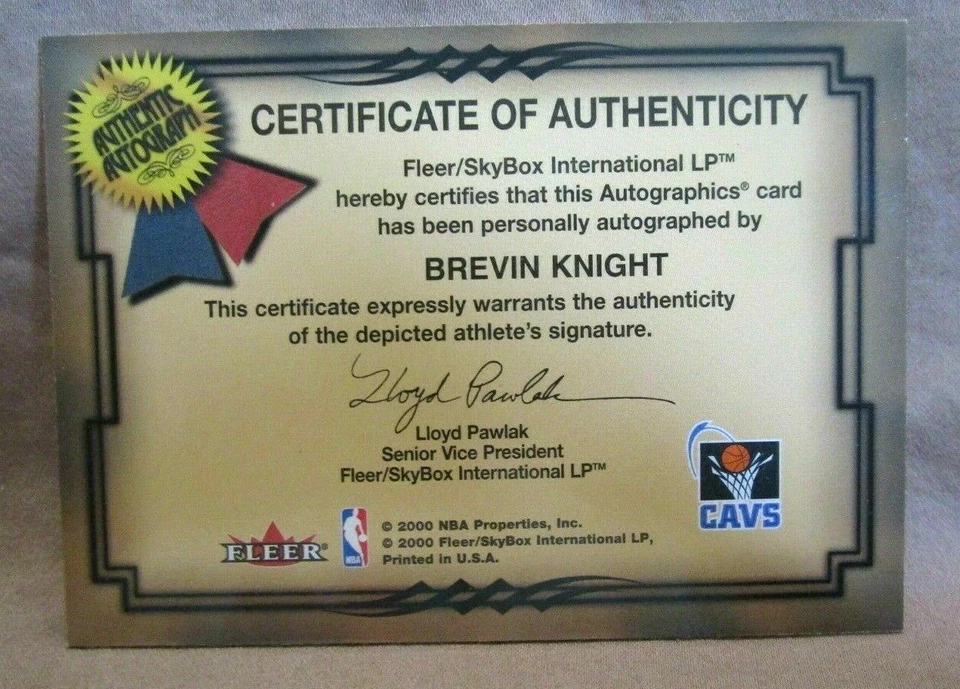 AUTHENTIC
AUTOGRAPH
CERTIFICATE OF AUTHENTICITY
Fleer/SkyBox International LP™
hereby certifies that this Autographics® card
has been personally autographed by
BREVIN KNIGHT
This certificate expressly warrants the authenticity
of the depicted athlete's signature.
Lloyd Pawlak
Lloyd Pawlak
Senior Vice President
Fleer/SkyBox International LP™
CAVS
FLEER®
NBA
© 2000 NBA Properties, Inc.
© 2000 Fleer/SkyBox International LP,
Printed in U.S.A.